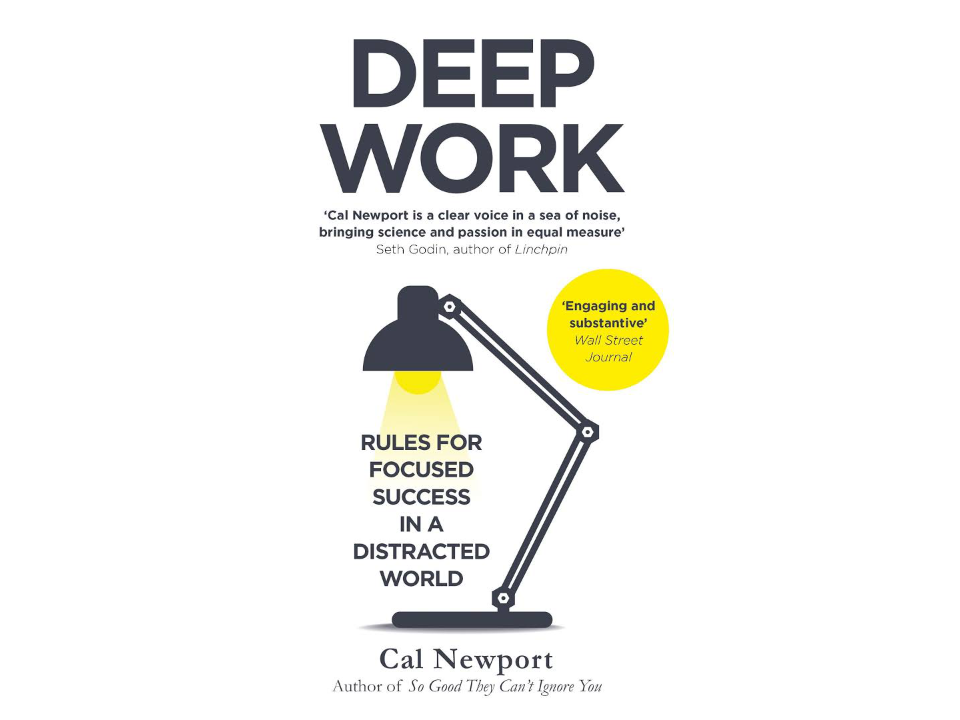 DEEP
WORK
‘Cal Newport is a clear voice in a sea of noise,
bringing science and passion in equal measure’
Seth Godin, author of Linchpin
‘Engaging and
substantive’
Wall Street
Journal
RULES FOR
FOCUSED
SUCCESS
IN A
DISTRACTED
WORLD
Cal Newport
Author of So Good They Can’t Ignore You